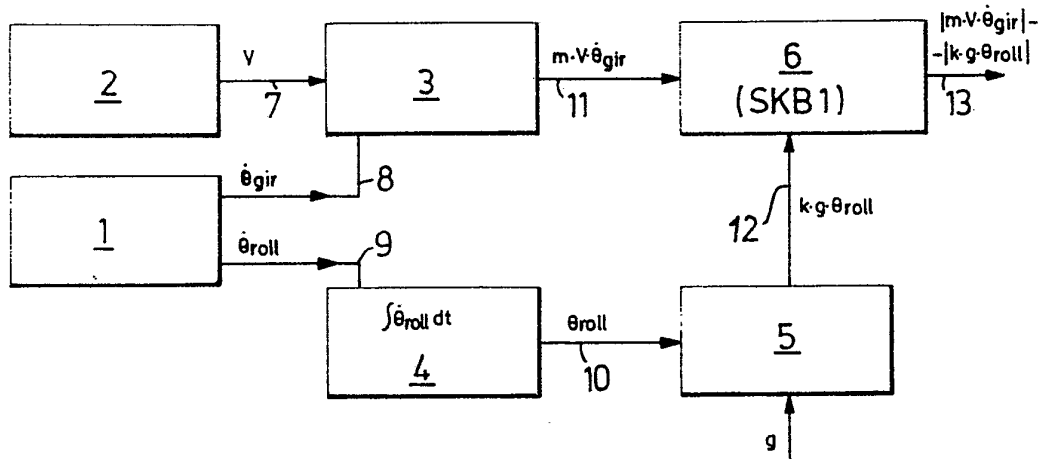 2
V
7
3
m·V·θ̇gir
11
6
(SKB1)
|m·V·θ̇gir| -
-|k·g·θroll|
13
1
θ̇gir
8
θ̇roll
9
12
k·g·θroll
∫θ̇roll dt
4
θroll
10
5
g